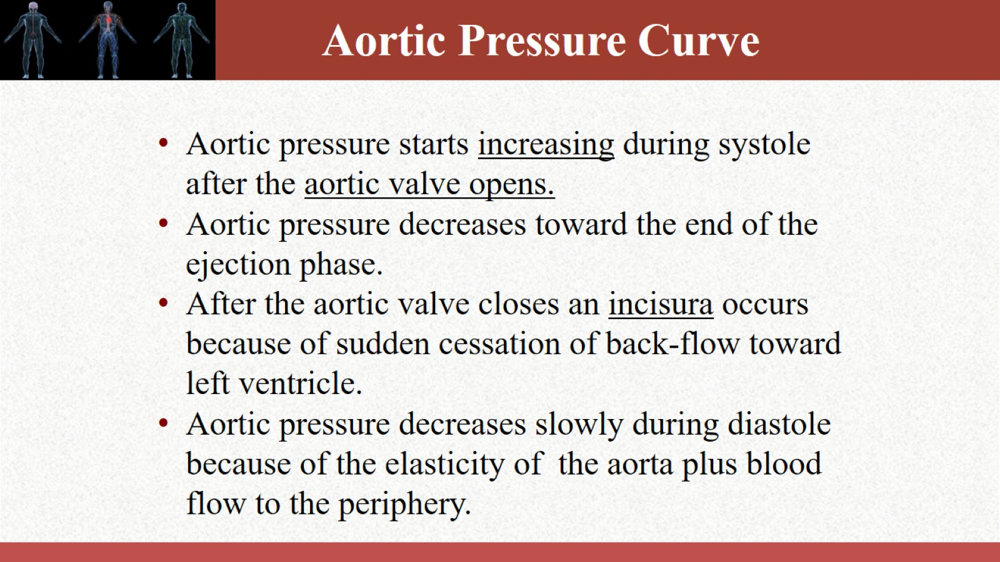 Aortic Pressure Curve
• Aortic pressure starts increasing during systole
after the aortic valve opens.
• Aortic pressure decreases toward the end of the
ejection phase.
• After the aortic valve closes an incisura occurs
because of sudden cessation of back-flow toward
left ventricle.
• Aortic pressure decreases slowly during diastole
because of the elasticity of  the aorta plus blood
flow to the periphery.